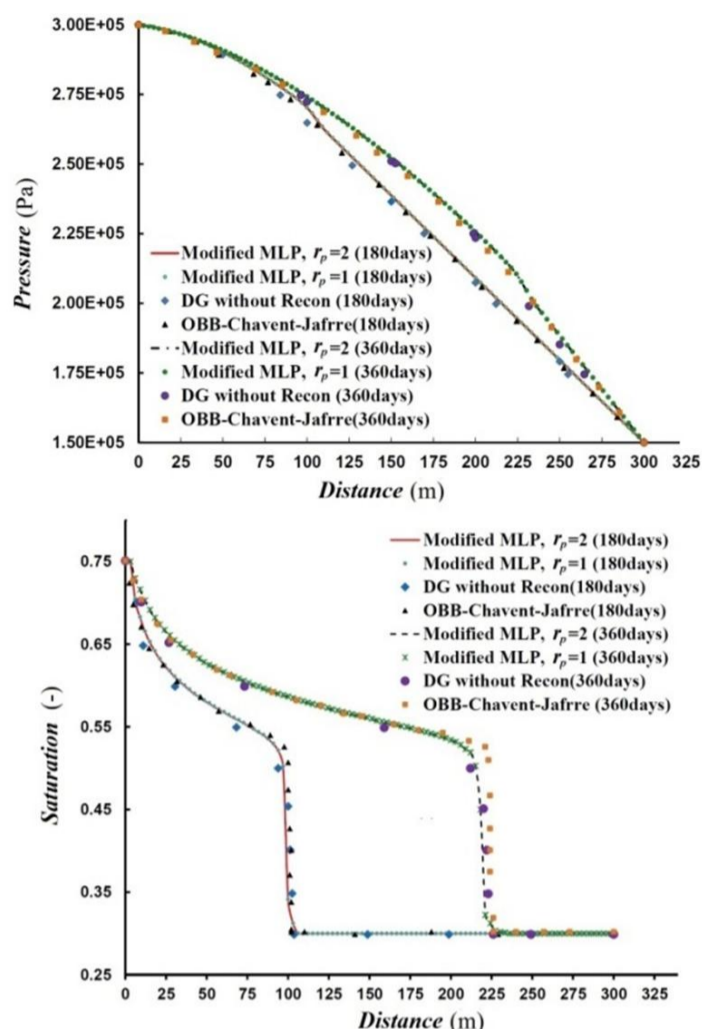 3.00E+05
2.75E+05
2.50E+05
2.25E+05
2.00E+05
1.75E+05
1.50E+05
Pressure (Pa)
Modified MLP, rₚ=2 (180days)
Modified MLP, rₚ=1 (180days)
DG without Recon (180days)
OBB-Chavent-Jafrre(180days)
Modified MLP, rₚ=2 (360days)
Modified MLP, rₚ=1 (360days)
DG without Recon (360days)
OBB-Chavent-Jafrre(360days)
0 25 50 75 100 125 150 175 200 225 250 275 300 325
Distance (m)
0.75
0.65
0.55
0.45
0.35
0.25
Saturation (-)
Modified MLP, rₚ=2 (180days)
Modified MLP, rₚ=1 (180days)
DG without Recon(180days)
OBB-Chavent-Jafrre(180days)
Modified MLP, rₚ=2 (360days)
Modified MLP, rₚ=1 (360days)
DG without Recon(360days)
OBB-Chavent-Jafrre (360days)
0 25 50 75 100 125 150 175 200 225 250 275 300 325
Distance (m)